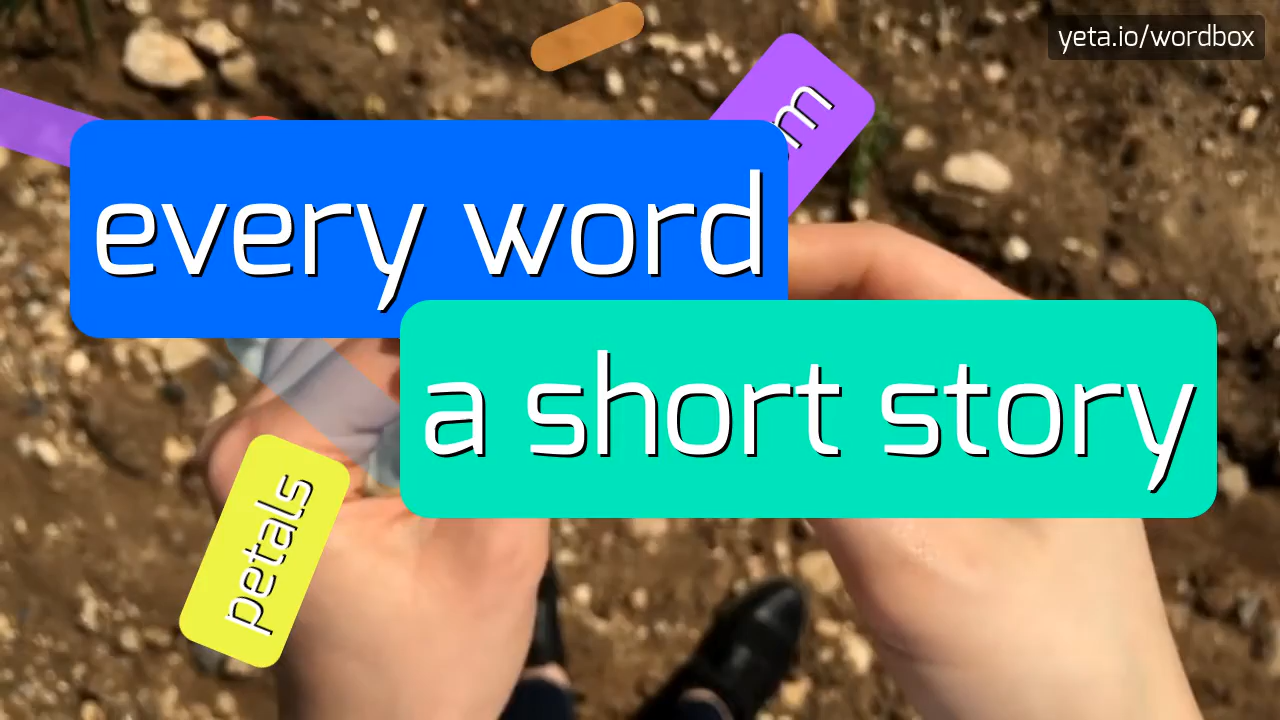 yeta.io/wordbox
m
every word
a short story
petals